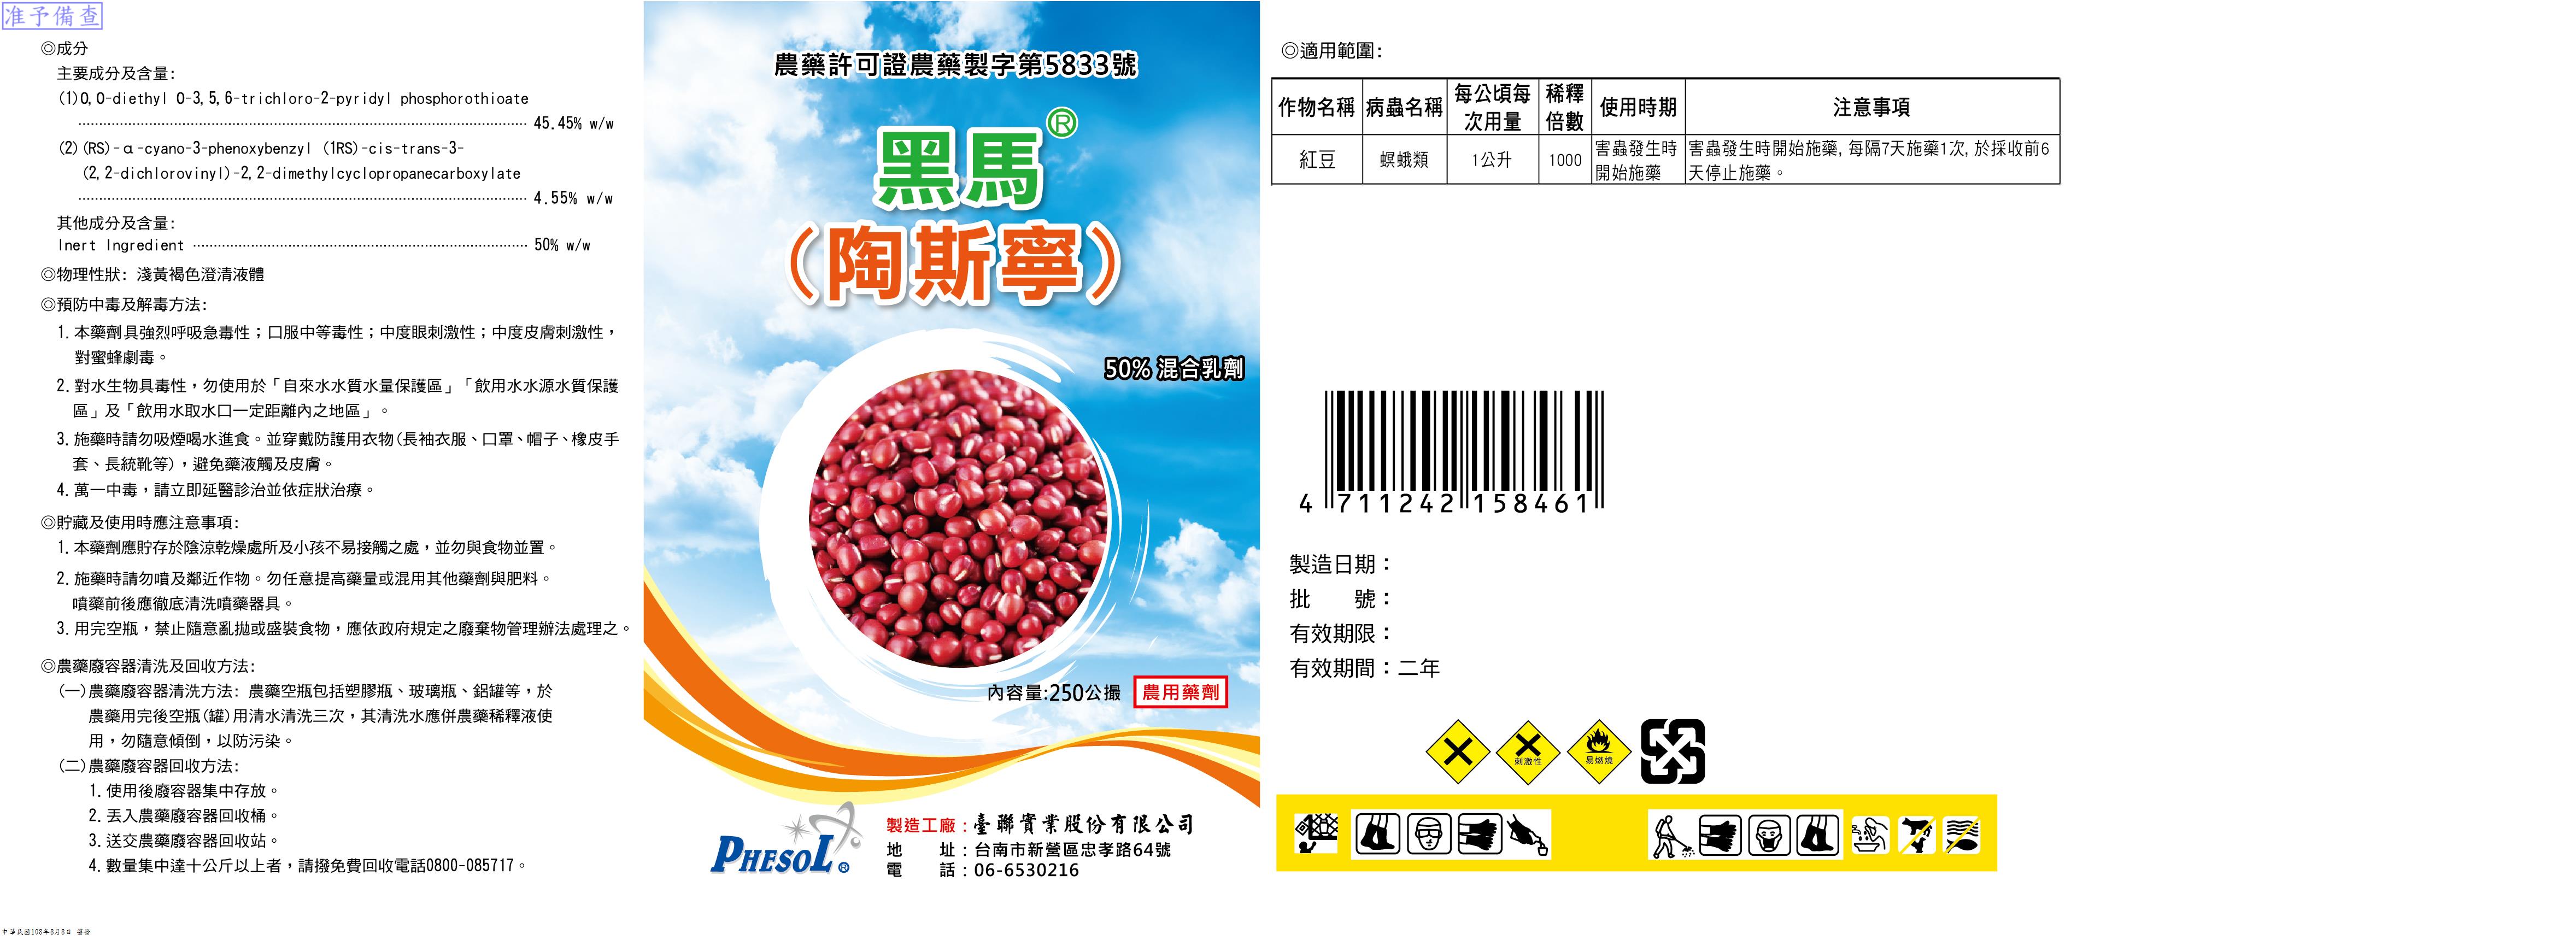 准予備查
◎成分
主要成分及含量:
(1)O,O-diethyl O-3,5,6-trichloro-2-pyridyl phosphorothioate
45.45% w/w
(2)(RS)-α-cyano-3-phenoxybenzyl (1RS)-cis-trans-3-
(2,2-dichlorovinyl)-2,2-dimethylcyclopropanecarboxylate
4.55% w/w
其他成分及含量:
Inert Ingredient 50% w/w
◎物理性狀: 淺黃褐色澄清液體
◎預防中毒及解毒方法:
1. 本藥劑具強烈呼吸急毒性；口服中等毒性；中度眼刺激性；中度皮膚刺激性，
對蜜蜂劇毒。
2. 對水生物具毒性，勿使用於「自來水水質水量保護區」「飲用水水源水質保護
區」及「飲用水取水口一定距離內之地區」。
3. 施藥時請勿吸煙喝水進食。並穿戴防護用衣物(長袖衣服、口罩、帽子、橡皮手
套、長統靴等)，避免藥液觸及皮膚。
4. 萬一中毒，請立即延醫診治並依症狀治療。
◎貯藏及使用時應注意事項:
1. 本藥劑應貯存於陰涼乾燥處所及小孩不易接觸之處，並勿與食物並置。
2. 施藥時請勿噴及鄰近作物。勿任意提高藥量或混用其他藥劑與肥料。
噴藥前後應徹底清洗噴藥器具。
3. 用完空瓶，禁止隨意亂拋或盛裝食物，應依政府規定之廢棄物管理辦法處理之。
◎農藥廢容器清洗及回收方法:
(一)農藥廢容器清洗方法: 農藥空瓶包括塑膠瓶、玻璃瓶、鋁罐等，於
農藥用完後空瓶(罐)用清水清洗三次，其清洗水應併農藥稀釋液使
用，勿隨意傾倒，以防污染。
(二)農藥廢容器回收方法:
1. 使用後廢容器集中存放。
2. 丟入農藥廢容器回收桶。
3. 送交農藥廢容器回收站。
4. 數量集中達十公斤以上者，請撥免費回收電話0800-085717。
中華民國108年8月8日 簽發
農藥許可證農藥製字第5833號
黑馬®
（陶斯寧）
50% 混合乳劑
內容量:250公撮 農用藥劑
PHESOL®
製造工廠：臺聯實業股份有限公司
地 址：台南市新營區忠孝路64號
電 話：06-6530216
◎適用範圍:
作物名稱 病蟲名稱 每公頃每次用量 稀釋倍數 使用時期 注意事項
紅豆 螟蛾類 1公升 1000 害蟲發生時開始施藥 害蟲發生時開始施藥, 每隔7天施藥1次, 於採收前6天停止施藥。
4 711242 158461
製造日期：
批 號：
有效期限：
有效期間：二年
刺激性
易燃燒